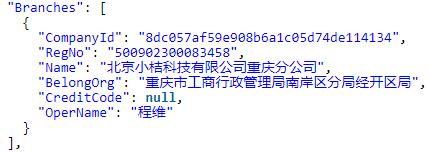 "Branches": [
{
"CompanyId": "8dc057af59e908b6a1c05d74de114134",
"RegNo": "500902300083458",
"Name": "北京小桔科技有限公司重庆分公司",
"BelongOrg": "重庆市工商行政管理局南岸区分局经开区局",
"CreditCode": null,
"OperName": "程维"
}
],